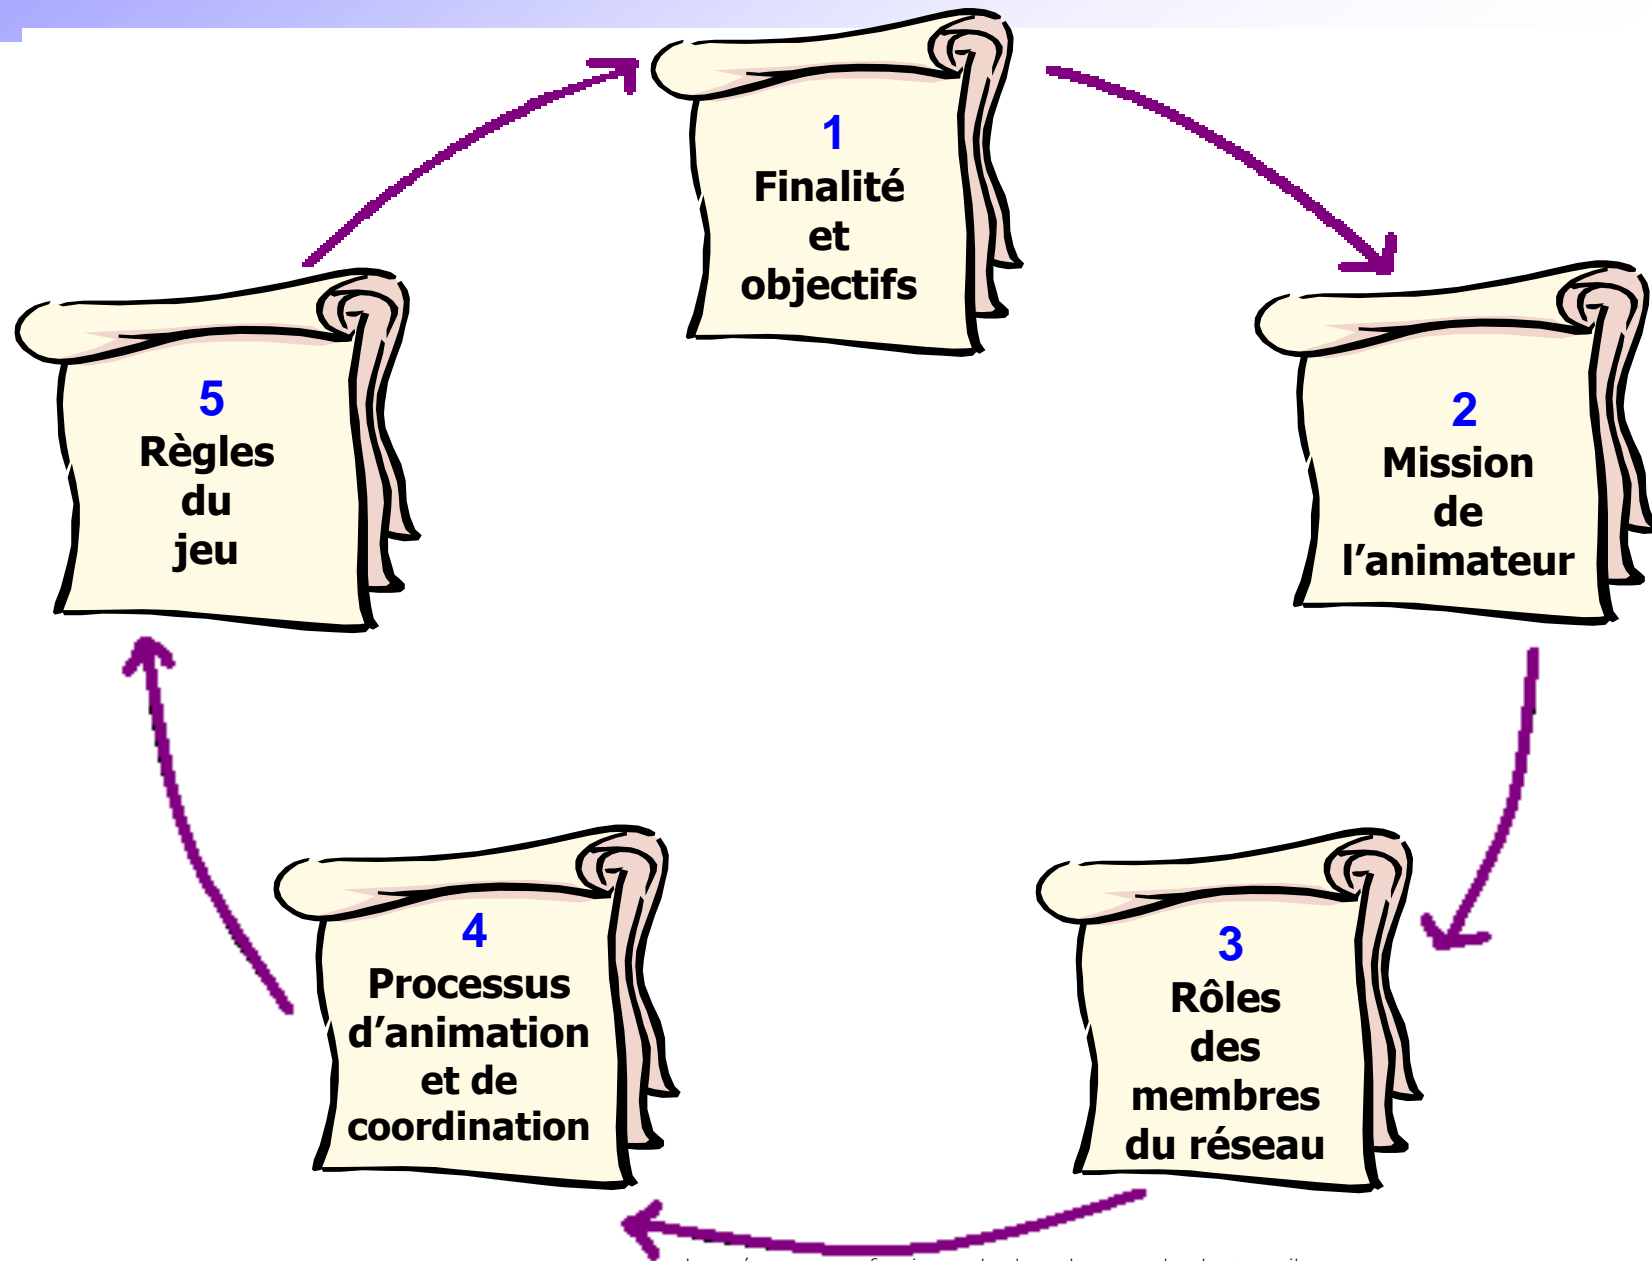 1
Finalité
et
objectifs
2
Mission
de
l’animateur
3
Rôles
des
membres
du réseau
4
Processus
d’animation
et de
coordination
5
Règles
du
jeu